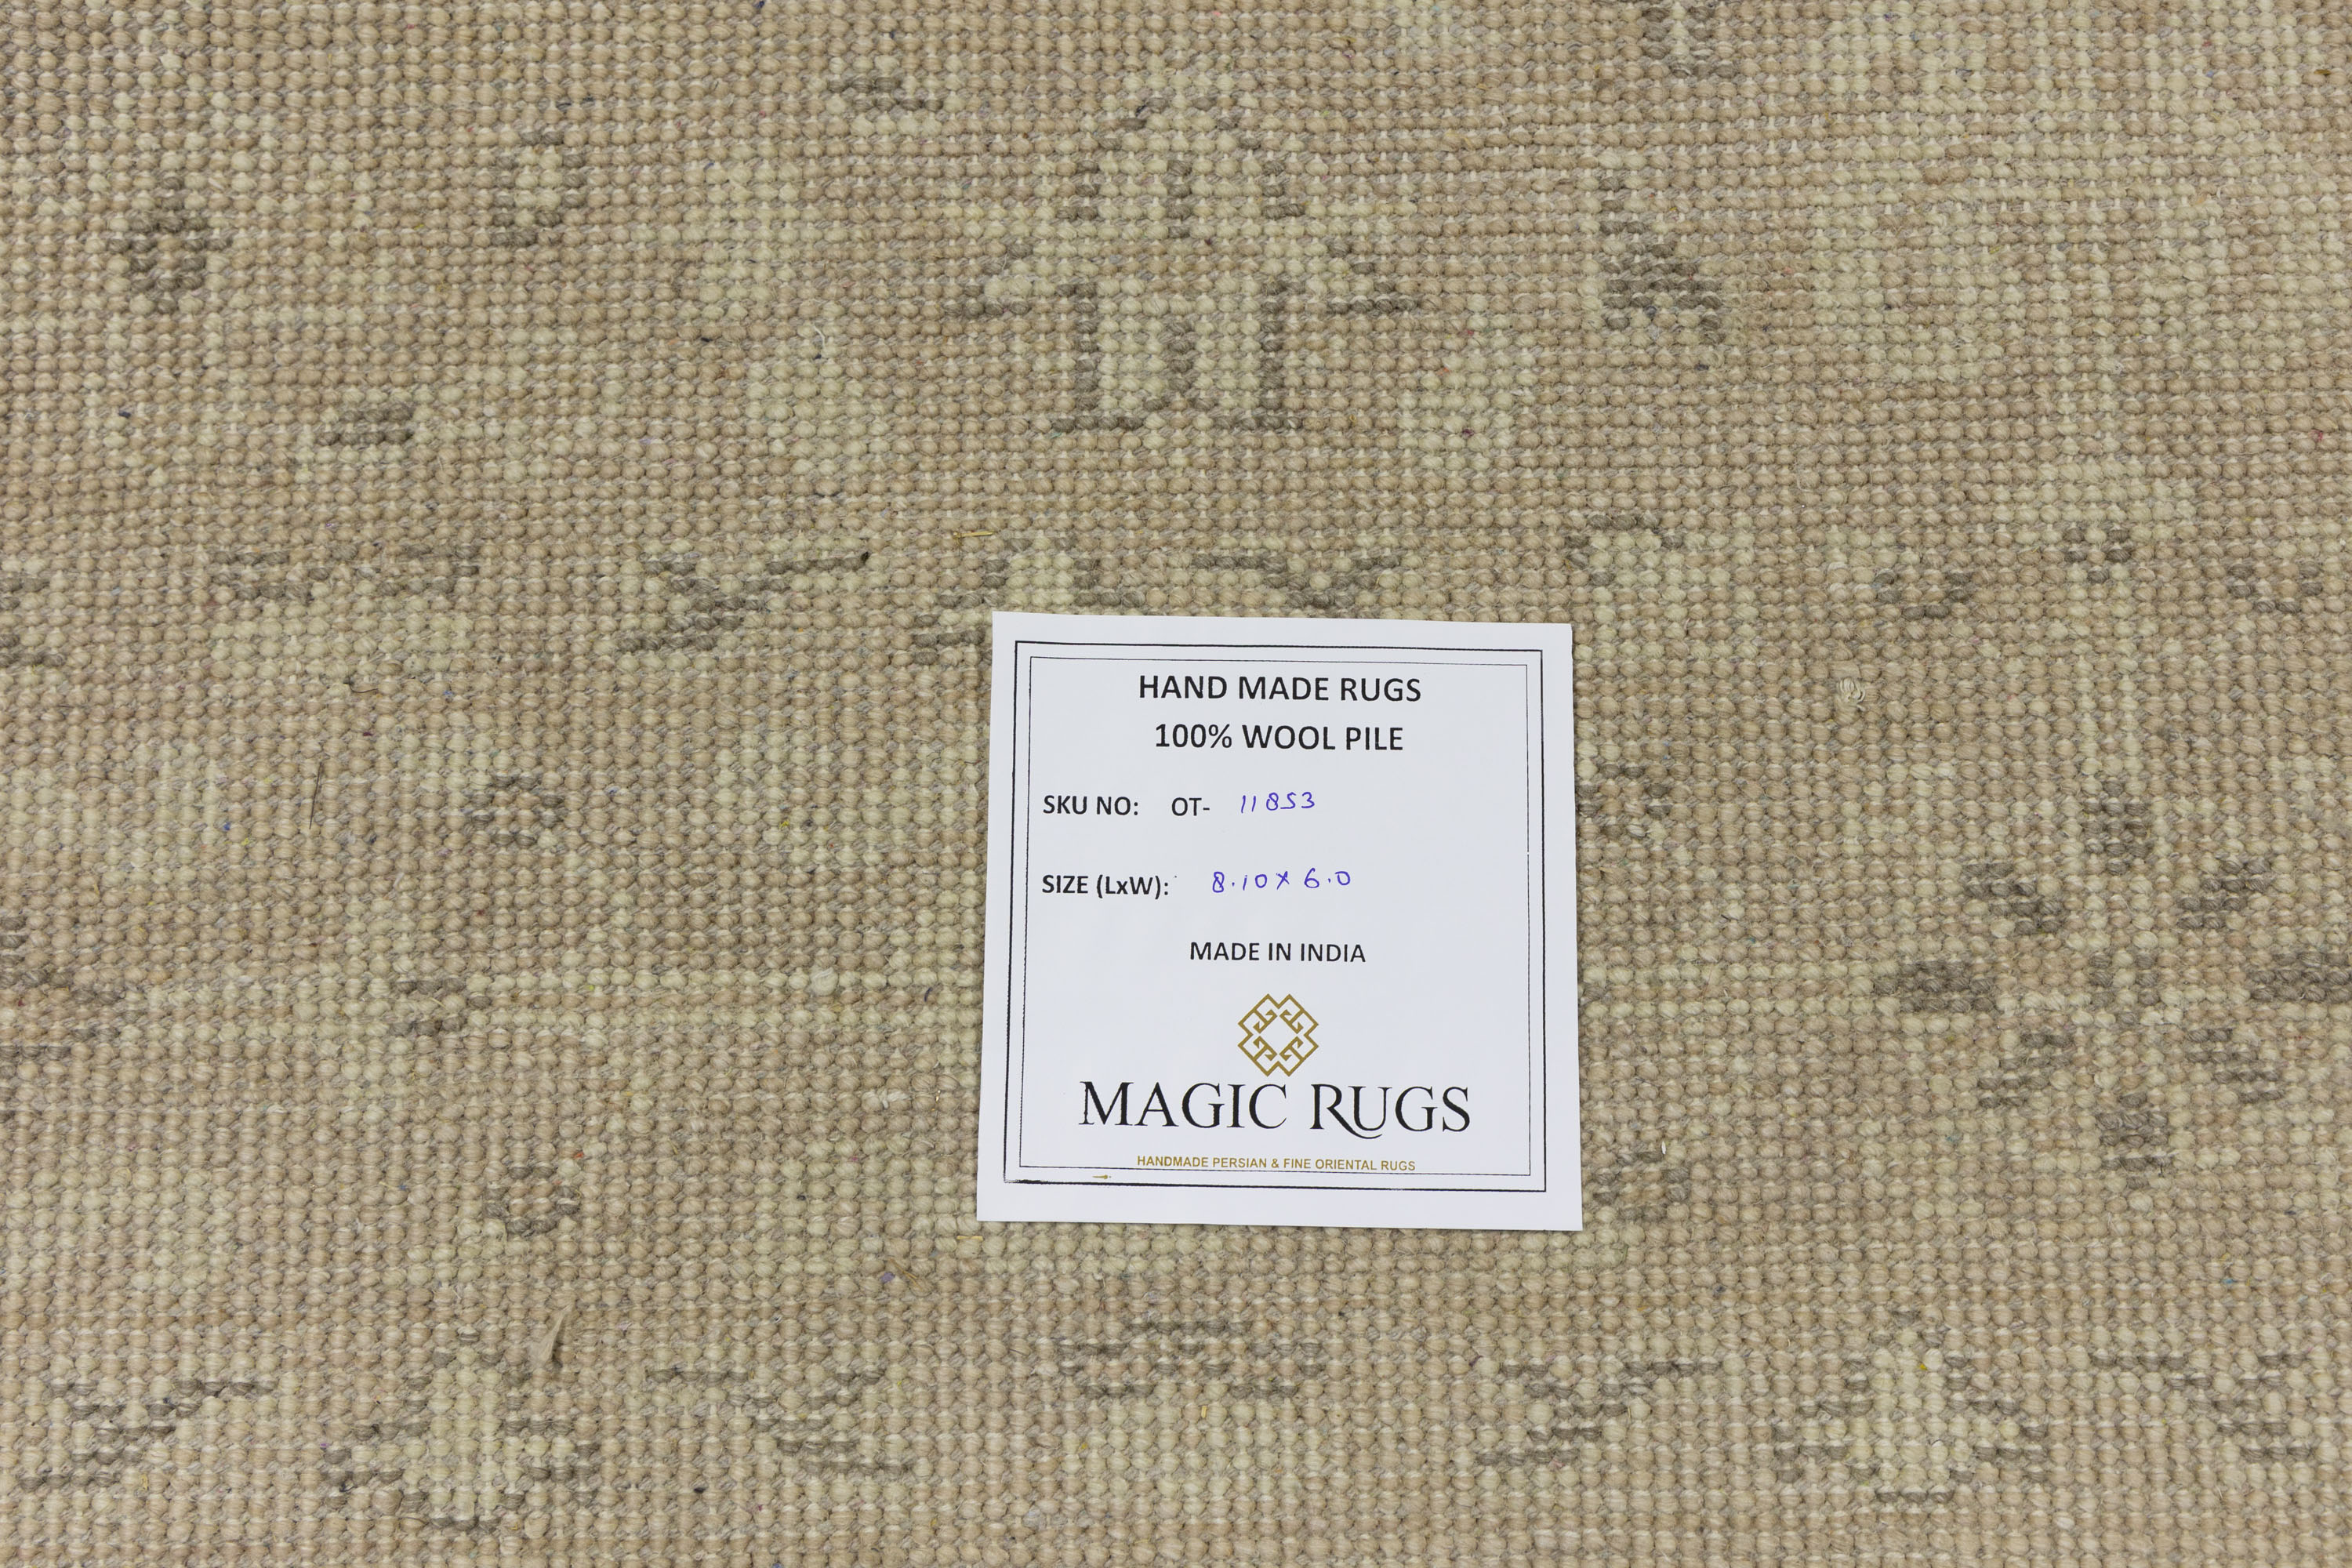 HAND MADE RUGS
100% WOOL PILE
SKU NO: OT- 11853
SIZE (LxW): 8.10 X 6.0
MADE IN INDIA
MAGIC RUGS
HANDMADE PERSIAN & FINE ORIENTAL RUGS